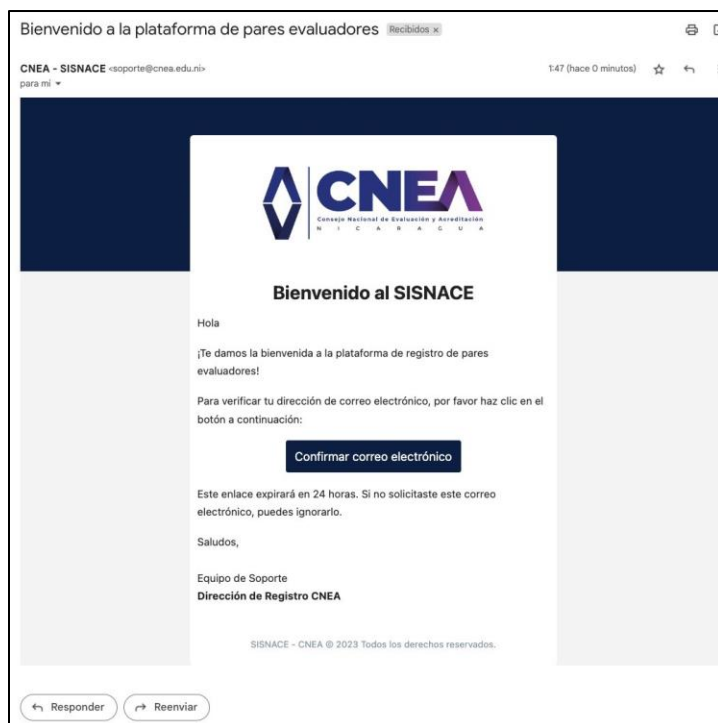 Bienvenido a la plataforma de pares evaluadores Recibidos x
CNEA - SISNACE <soporte@cnea.edu.ni> 1:47 (hace 0 minutos)
para mí
CNEA
Consejo Nacional de Evaluación y Acreditación
NICARAGUA
Bienvenido al SISNACE
Hola
¡Te damos la bienvenida a la plataforma de registro de pares
evaluadores!
Para verificar tu dirección de correo electrónico, por favor haz clic en el
botón a continuación:
Confirmar correo electrónico
Este enlace expirará en 24 horas. Si no solicitaste este correo
electrónico, puedes ignorarlo.
Saludos,
Equipo de Soporte
Dirección de Registro CNEA
SISNACE - CNEA © 2023 Todos los derechos reservados.
Responder Reenviar